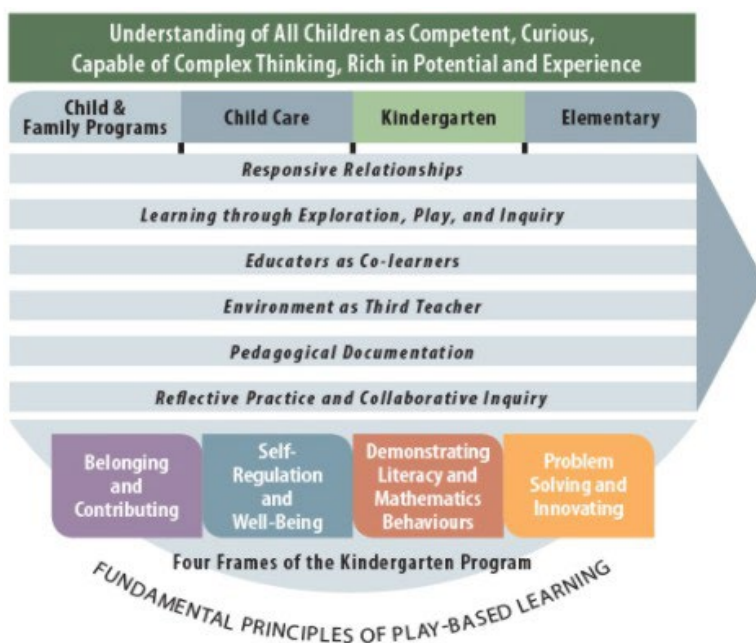 Understanding of All Children as Competent, Curious,
Capable of Complex Thinking, Rich in Potential and Experience
Child &
Family Programs
Child Care
Kindergarten
Elementary
Responsive Relationships
Learning through Exploration, Play, and Inquiry
Educators as Co-learners
Environment as Third Teacher
Pedagogical Documentation
Reflective Practice and Collaborative Inquiry
Belonging
and
Contributing
Self-
Regulation
and
Well-Being
Demonstrating
Literacy and
Mathematics
Behaviours
Problem
Solving and
Innovating
Four Frames of the Kindergarten Program
FUNDAMENTAL PRINCIPLES OF PLAY-BASED LEARNING